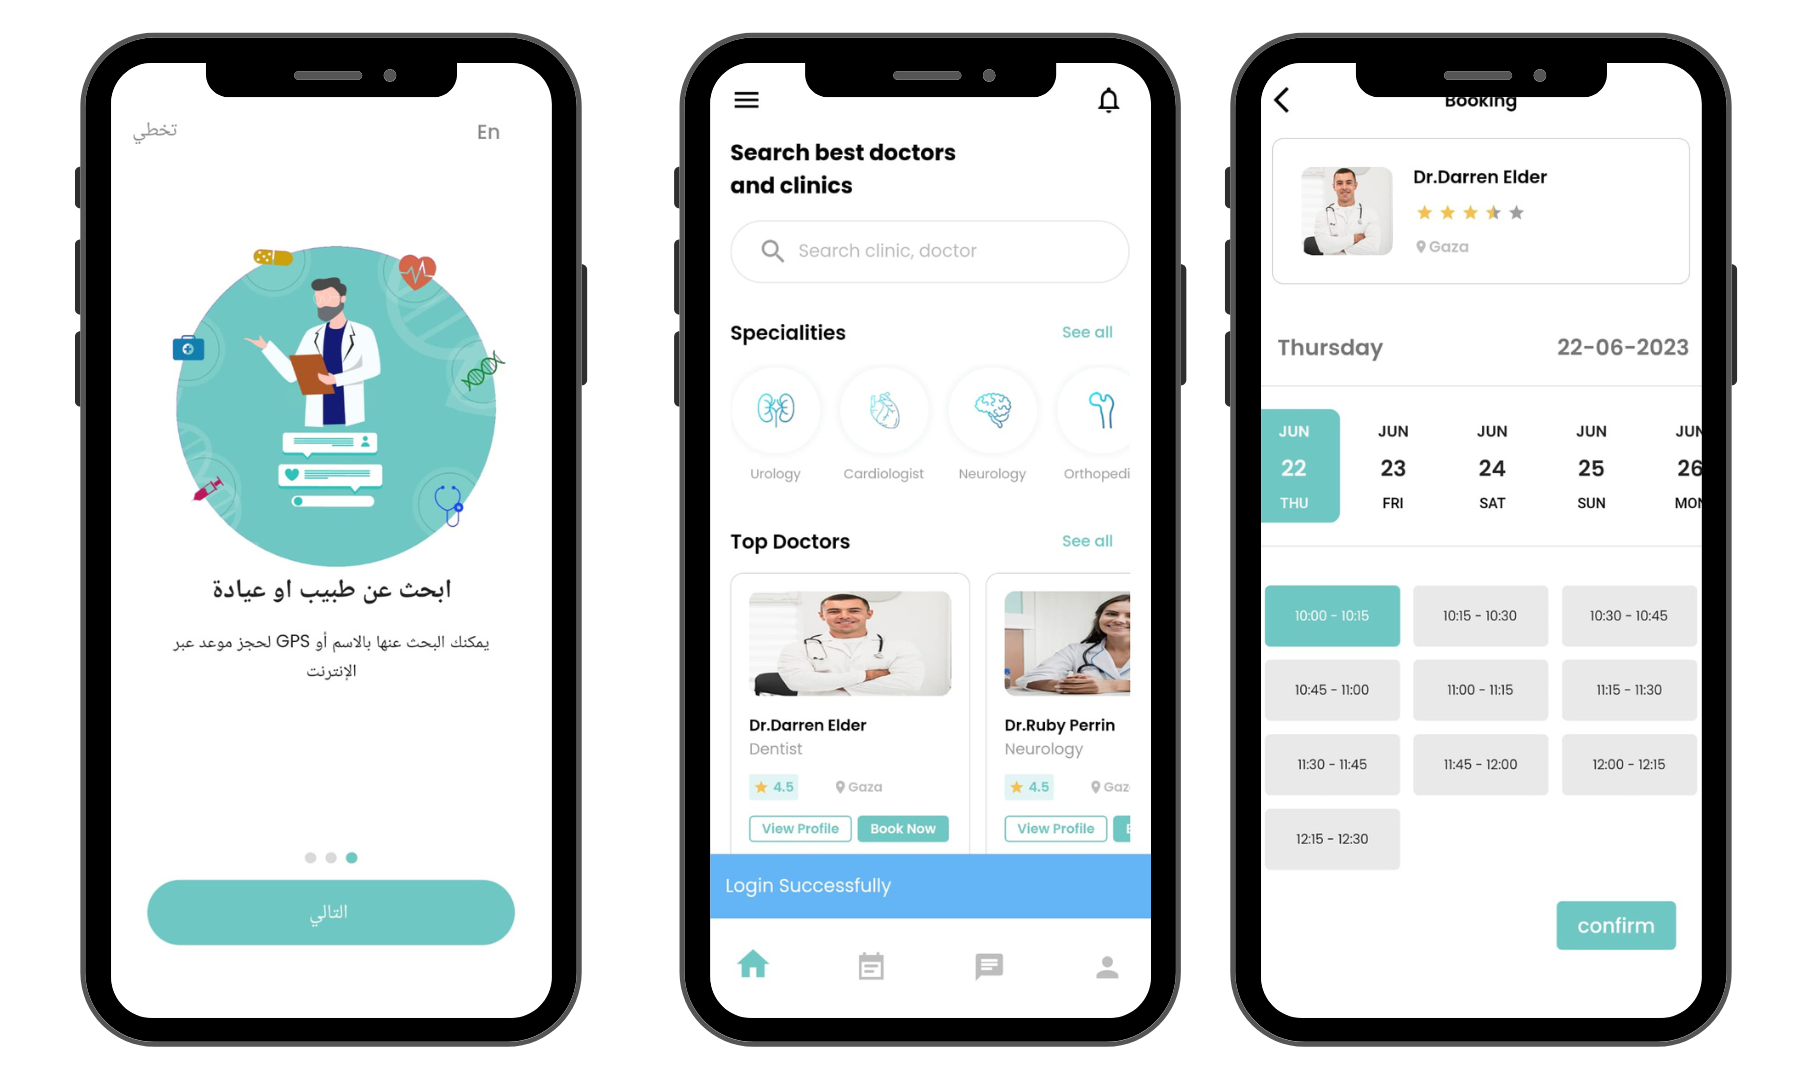 تخطي
En
ابحث عن طبيب او عيادة
يمكنك البحث عنها بالاسم أو GPS لحجز موعد عبر
الإنترنت
التالي
Search best doctors
and clinics
Search clinic, doctor
Specialities
See all
Urology
Cardiologist
Neurology
Orthopedi
Top Doctors
See all
Dr.Darren Elder
Dentist
4.5
Gaza
View Profile
Book Now
Dr.Ruby Perrin
Neurology
4.5
Gaz
View Profile
Login Successfully
Booking
Dr.Darren Elder
Gaza
Thursday
22-06-2023
JUN
22
THU
JUN
23
FRI
JUN
24
SAT
JUN
25
SUN
JUN
26
MON
10:00 - 10:15
10:15 - 10:30
10:30 - 10:45
10:45 - 11:00
11:00 - 11:15
11:15 - 11:30
11:30 - 11:45
11:45 - 12:00
12:00 - 12:15
12:15 - 12:30
confirm